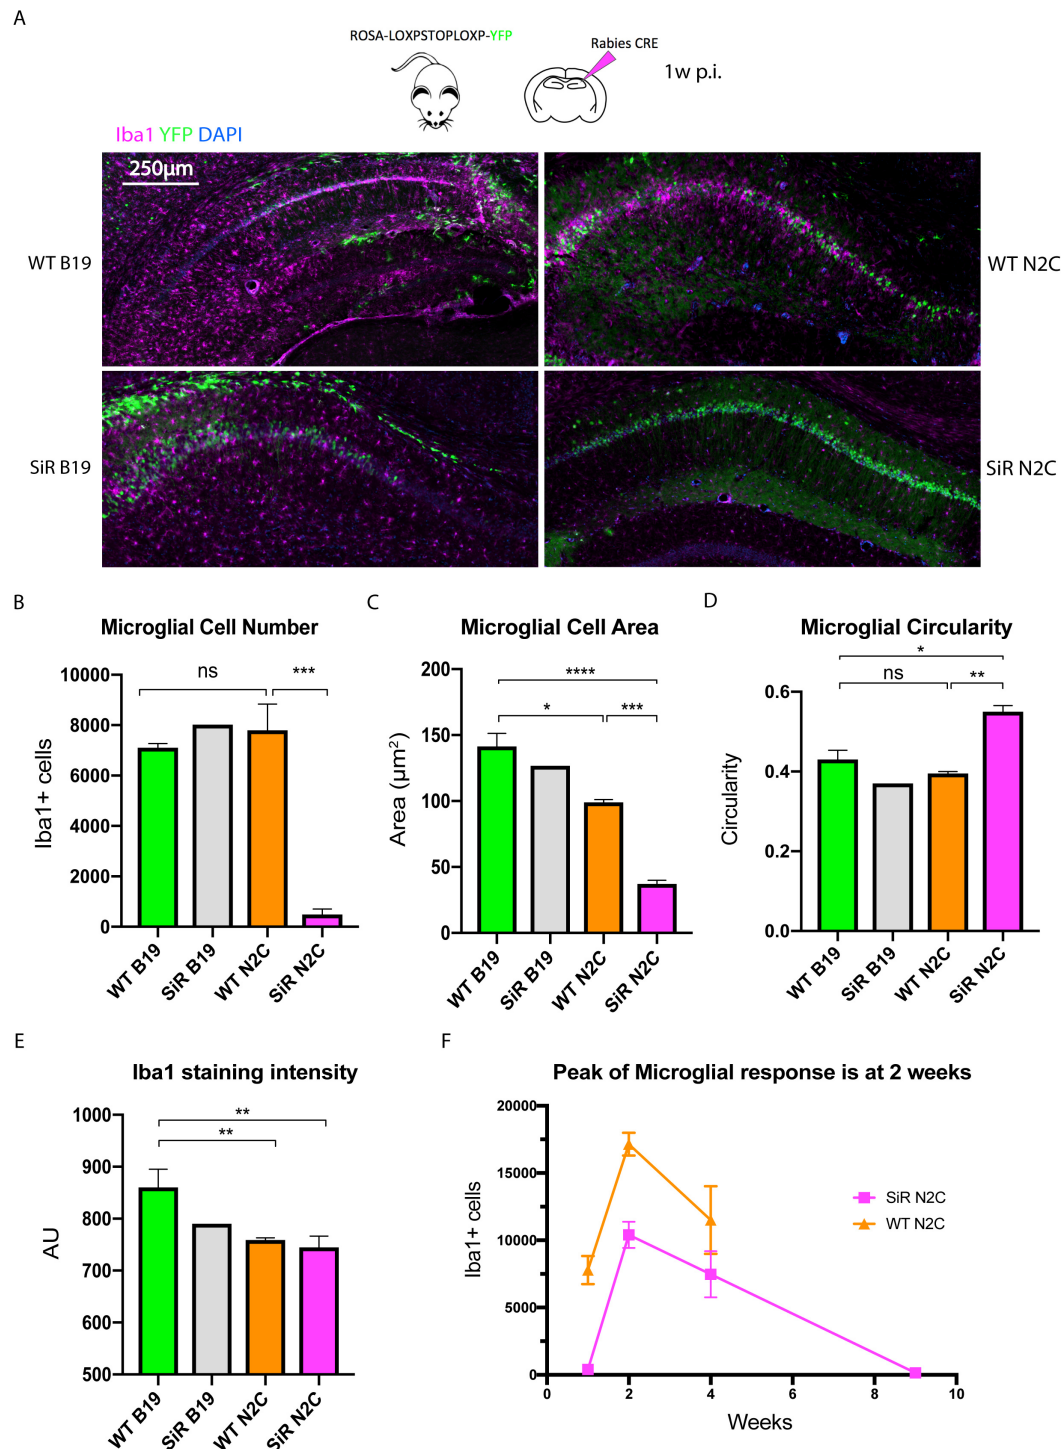 A
ROSA-LOXPSTOPLOXP-YFP
Rabies CRE
1w p.i.
Iba1 YFP DAPI
250µm
WT B19
WT N2C
SiR B19
SiR N2C
B
Microglial Cell Number
ns
***
10000
8000
6000
4000
2000
0
Iba1+ cells
WT B19
SiR B19
WT N2C
SiR N2C
C
Microglial Cell Area
****
*
***
200
150
100
50
0
Area (µm²)
WT B19
SiR B19
WT N2C
SiR N2C
D
Microglial Circularity
*
ns
**
0.6
0.4
0.2
0.0
Circularity
WT B19
SiR B19
WT N2C
SiR N2C
E
Iba1 staining intensity
**
**
1000
900
800
700
600
500
AU
WT B19
SiR B19
WT N2C
SiR N2C
F
Peak of Microglial response is at 2 weeks
20000
15000
10000
5000
0
Iba1+ cells
SiR N2C
WT N2C
0 2 4 6 8 10
Weeks